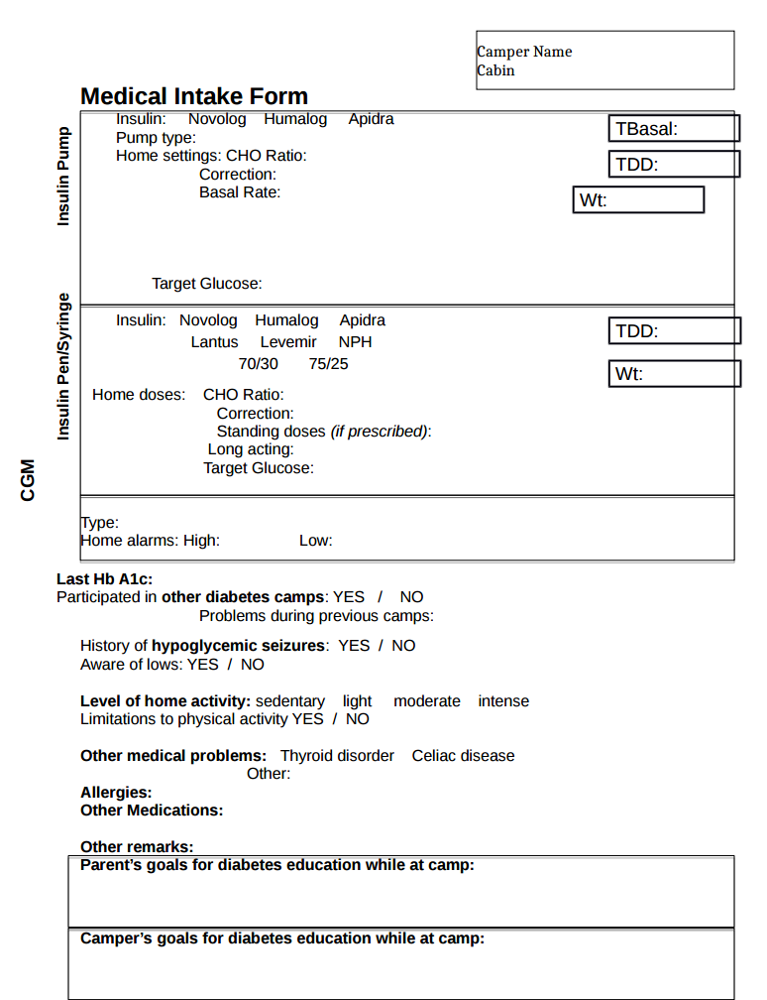 Camper Name
Cabin
Medical Intake Form
Insulin Pump
Insulin: Novolog Humalog Apidra
TBasal:
Pump type:
Home settings: CHO Ratio:
TDD:
Correction:
Basal Rate:
Wt:
Target Glucose:
Insulin Pen/Syringe
Insulin: Novolog Humalog Apidra
TDD:
Lantus Levemir NPH
70/30 75/25
Wt:
Home doses: CHO Ratio:
Correction:
Standing doses (if prescribed):
Long acting:
Target Glucose:
CGM
Type:
Home alarms: High: Low:
Last Hb A1c:
Participated in other diabetes camps: YES / NO
Problems during previous camps:
History of hypoglycemic seizures: YES / NO
Aware of lows: YES / NO
Level of home activity: sedentary light moderate intense
Limitations to physical activity YES / NO
Other medical problems: Thyroid disorder Celiac disease
Other:
Allergies:
Other Medications:
Other remarks:
Parent's goals for diabetes education while at camp:
Camper's goals for diabetes education while at camp: